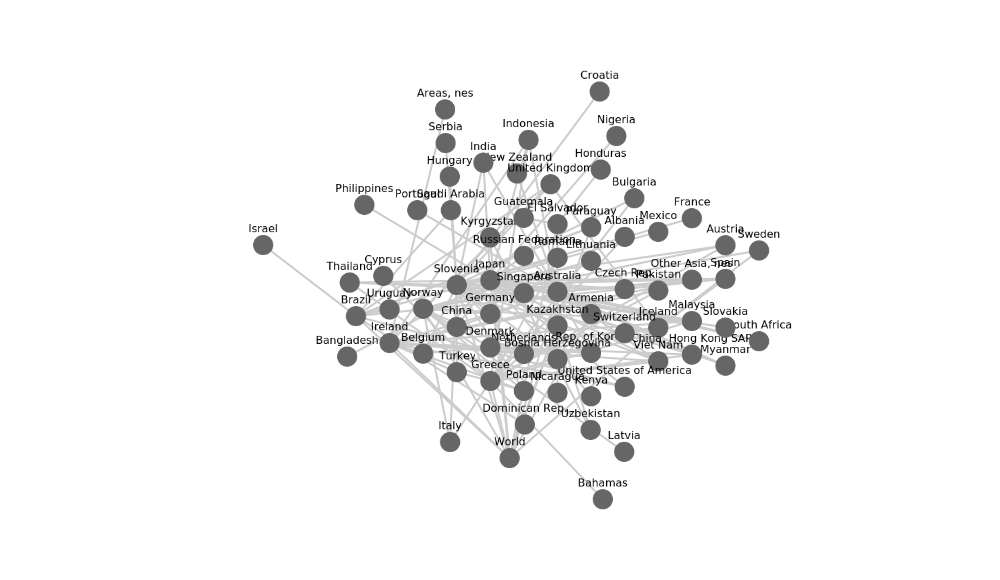 Croatia
Areas, nes
Nigeria
Indonesia
Serbia
India
Honduras
ew Zealand
Hungary
United Kingdom
Bulgaria
Philippines
Portugal
Saudi Arabia
Guatemala
France
El Salvador
Paraguay
Mexico
Albania
Kyrgyzstan
Israel
Austria
Sweden
Russian Federation
Romania
Lithuania
Cyprus
Thailand
Slovenia
Japan
Other Asia, nes
Spain
Singapore
Australia
Czech Rep.
Pakistan
Brazil
Uruguay
Norway
Germany
Armenia
Malaysia
China
Kazakhstan
Iceland
Slovakia
Switzerland
Ireland
Denmark
outh Africa
Bangladesh
Belgium
Netherlands
Rep. of Korea
China, Hong Kong SAR
Bosnia Herzegovina
Viet Nam
Myanmar
Turkey
Greece
United States of America
Poland
Nicaragua
Kenya
Dominican Rep.
Uzbekistan
Italy
World
Latvia
Bahamas